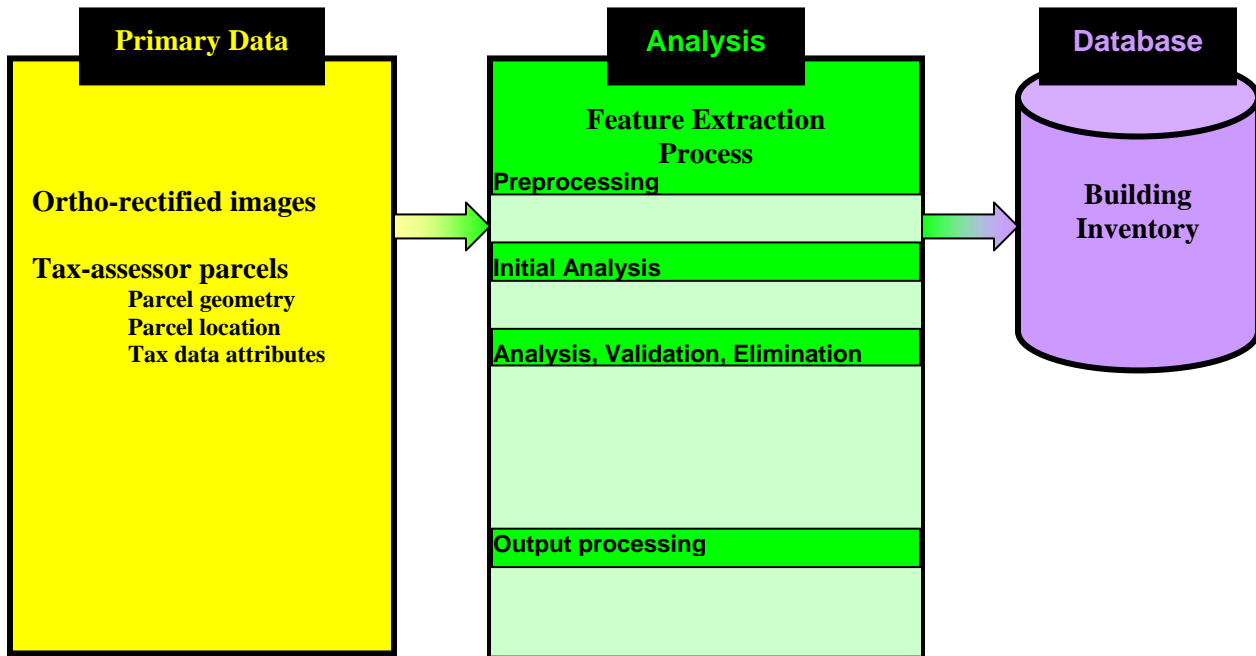 Primary Data
Ortho-rectified images
Tax-assessor parcels
Parcel geometry
Parcel location
Tax data attributes
Analysis
Feature Extraction
Process
Preprocessing
Initial Analysis
Analysis, Validation, Elimination
Output processing
Database
Building
Inventory